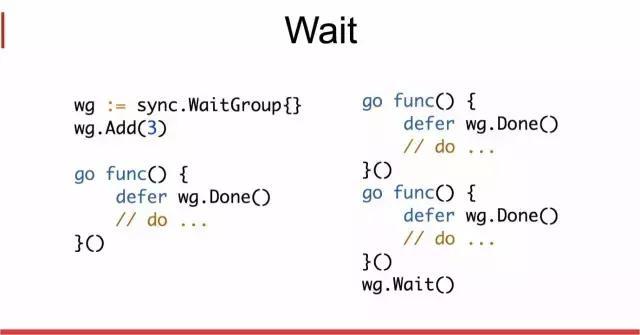 Wait
wg := sync.WaitGroup{}
wg.Add(3)
go func() {
defer wg.Done()
// do ...
}()
go func() {
defer wg.Done()
// do ...
}()
go func() {
defer wg.Done()
// do ...
}()
wg.Wait()